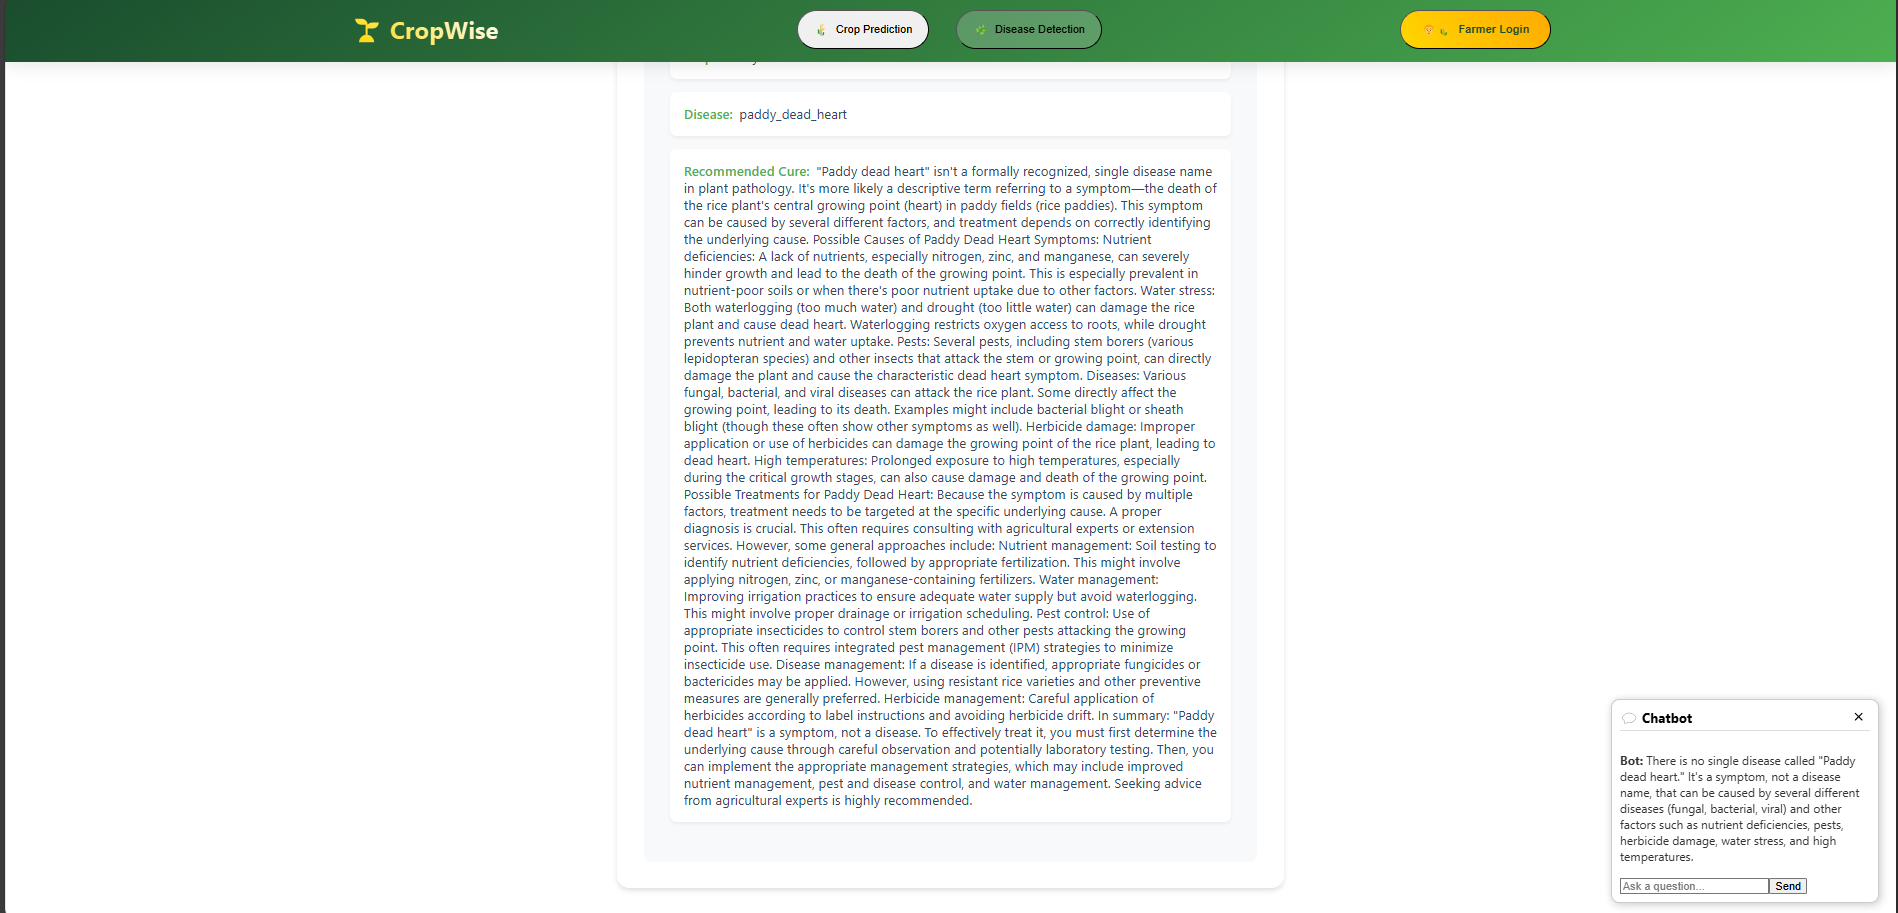 CropWise
Crop Prediction
Disease Detection
Farmer Login
Disease: paddy_dead_heart
Recommended Cure: "Paddy dead heart" isn't a formally recognized, single disease name
in plant pathology. It's more likely a descriptive term referring to a symptom—the death of
the rice plant's central growing point (heart) in paddy fields (rice paddies). This symptom
can be caused by several different factors, and treatment depends on correctly identifying
the underlying cause. Possible Causes of Paddy Dead Heart Symptoms: Nutrient
deficiencies: A lack of nutrients, especially nitrogen, zinc, and manganese, can severely
hinder growth and lead to the death of the growing point. This is especially prevalent in
nutrient-poor soils or when there's poor nutrient uptake due to other factors. Water stress:
Both waterlogging (too much water) and drought (too little water) can damage the rice
plant and cause dead heart. Waterlogging restricts oxygen access to roots, while drought
prevents nutrient and water uptake. Pests: Several pests, including stem borers (various
lepidopteran species) and other insects that attack the stem or growing point, can directly
damage the plant and cause the characteristic dead heart symptom. Diseases: Various
fungal, bacterial, and viral diseases can attack the rice plant. Some directly affect the
growing point, leading to its death. Examples might include bacterial blight or sheath
blight (though these often show other symptoms as well). Herbicide damage: Improper
application or use of herbicides can damage the growing point of the rice plant, leading to
dead heart. High temperatures: Prolonged exposure to high temperatures, especially
during the critical growth stages, can also cause damage and death of the growing point.
Possible Treatments for Paddy Dead Heart: Because the symptom is caused by multiple
factors, treatment needs to be targeted at the specific underlying cause. A proper
diagnosis is crucial. This often requires consulting with agricultural experts or extension
services. However, some general approaches include: Nutrient management: Soil testing to
identify nutrient deficiencies, followed by appropriate fertilization. This might involve
applying nitrogen, zinc, or manganese-containing fertilizers. Water management:
Improving irrigation practices to ensure adequate water supply but avoid waterlogging.
This might involve proper drainage or irrigation scheduling. Pest control: Use of
appropriate insecticides to control stem borers and other pests attacking the growing
point. This often requires integrated pest management (IPM) strategies to minimize
insecticide use. Disease management: If a disease is identified, appropriate fungicides or
bactericides may be applied. However, using resistant rice varieties and other preventive
measures are generally preferred. Herbicide management: Careful application of
herbicides according to label instructions and avoiding herbicide drift. In summary: "Paddy
dead heart" is a symptom, not a disease. To effectively treat it, you must first determine the
underlying cause through careful observation and potentially laboratory testing. Then, you
can implement the appropriate management strategies, which may include improved
nutrient management, pest and disease control, and water management. Seeking advice
from agricultural experts is highly recommended.
Chatbot
Bot: There is no single disease called "Paddy
dead heart." It's a symptom, not a disease
name, that can be caused by several different
diseases (fungal, bacterial, viral) and other
factors such as nutrient deficiencies, pests,
herbicide damage, water stress, and high
temperatures.
Ask a question... Send